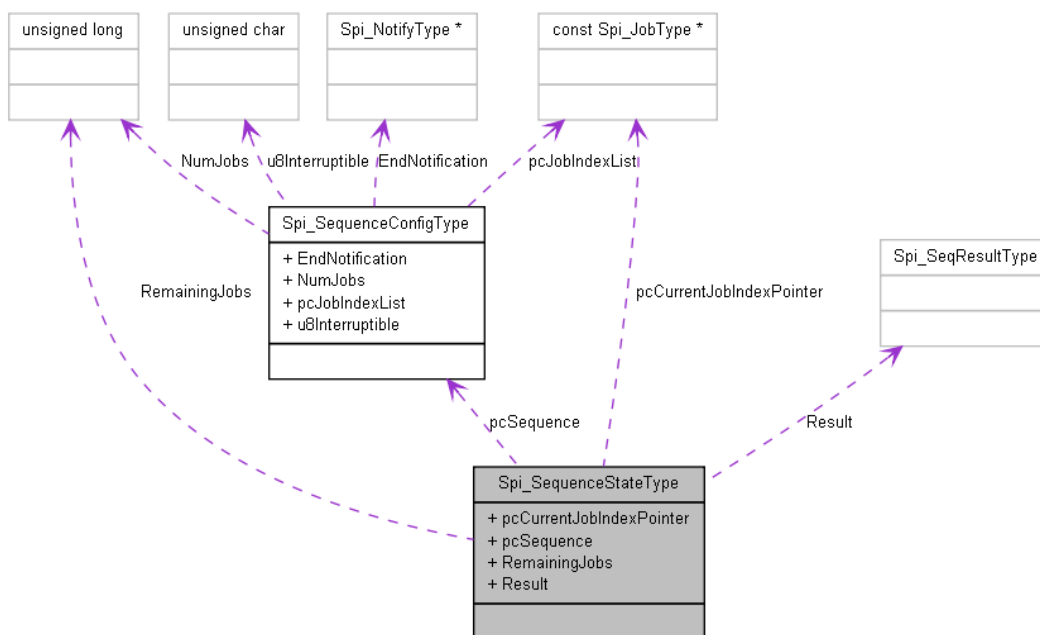 unsigned long
unsigned char
Spi_NotifyType *
const Spi_JobType *
NumJobs
u8Interruptible
EndNotification
pcJobIndexList
Spi_SequenceConfigType
+ EndNotification
+ NumJobs
+ pcJobIndexList
+ u8Interruptible
Spi_SeqResultType
RemainingJobs
pcCurrentJobIndexPointer
pcSequence
Result
Spi_SequenceStateType
+ pcCurrentJobIndexPointer
+ pcSequence
+ RemainingJobs
+ Result